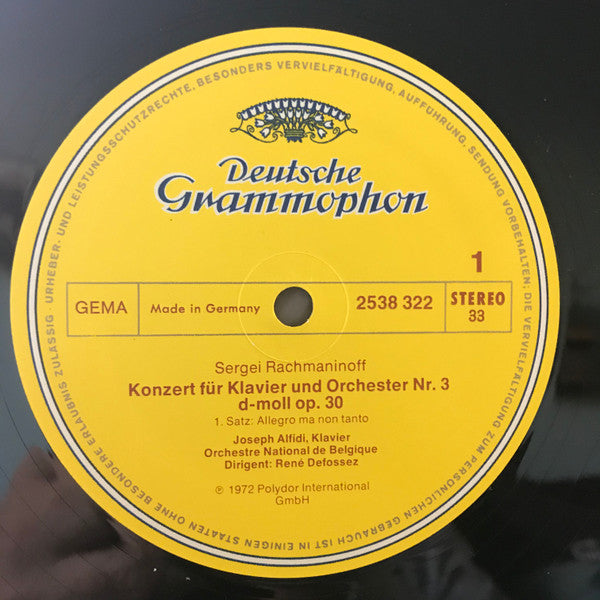 URHEBER- UND LEISTUNGSSCHUTZRECHTE, BESONDERS VERVIELFÄLTIGUNG, AUFFÜHRUNG, SENDUNG VORBEHALTEN; DIE VERVIELFÄLTIGUNG ZUM PERSÖNLICHEN GEBRAUCH IST IN EINIGEN STAATEN OHNE BESONDERE ERLAUBNIS ZULÄSSIG
Deutsche
Grammophon
1
GEMA Made in Germany 2538 322 STEREO
33
Sergei Rachmaninoff
Konzert für Klavier und Orchester Nr. 3
d-moll op. 30
1. Satz: Allegro ma non tanto
Joseph Alfidi, Klavier
Orchestre National de Belgique
Dirigent: René Defossez
℗ 1972 Polydor International
GmbH